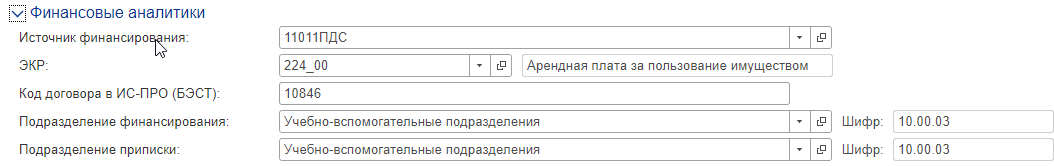 Финансовые аналитики
Источник финансирования: 11011ПДС
ЭКР: 224_00 Арендная плата за пользование имуществом
Код договора в ИС-ПРО (БЭСТ): 10846
Подразделение финансирования: Учебно-вспомогательные подразделения Шифр: 10.00.03
Подразделение приписки: Учебно-вспомогательные подразделения Шифр: 10.00.03